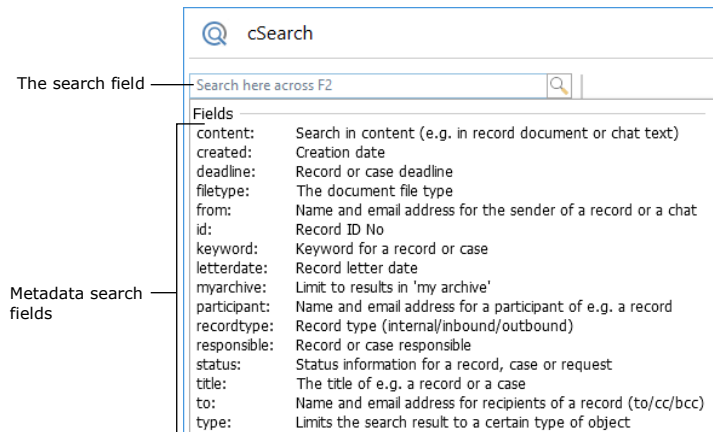 cSearch
The search field
Search here across F2
Fields
content: Search in content (e.g. in record document or chat text)
created: Creation date
deadline: Record or case deadline
filetype: The document file type
from: Name and email address for the sender of a record or a chat
id: Record ID No
keyword: Keyword for a record or case
letterdate: Record letter date
myarchive: Limit to results in 'my archive'
Metadata search
fields
participant: Name and email address for a participant of e.g. a record
recordtype: Record type (internal/inbound/outbound)
responsible: Record or case responsible
status: Status information for a record, case or request
title: The title of e.g. a record or a case
to: Name and email address for recipients of a record (to/cc/bcc)
type: Limits the search result to a certain type of object